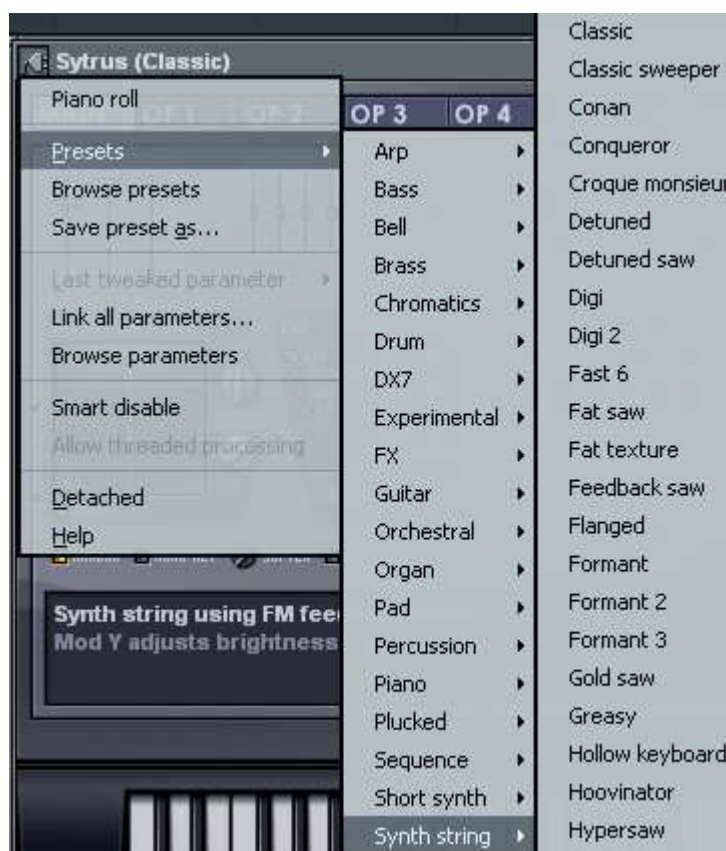 Sytrus (Classic)
Piano roll
Presets
Browse presets
Save preset as...
Last tweaked parameter
Link all parameters...
Browse parameters
Smart disable
Allow threaded processing
Detached
Help
OP 3 OP 4
Synth string using FM fee
Mod Y adjusts brightness
Arp
Bass
Bell
Brass
Chromatics
Drum
DX7
Experimental
FX
Guitar
Orchestral
Organ
Pad
Percussion
Piano
Plucked
Sequence
Short synth
Synth string
Classic
Classic sweeper
Conan
Conqueror
Croque monsieur
Detuned
Detuned saw
Digi
Digi 2
Fast 6
Fat saw
Fat texture
Feedback saw
Flanged
Formant
Formant 2
Formant 3
Gold saw
Greasy
Hollow keyboard
Hoovinator
Hypersaw